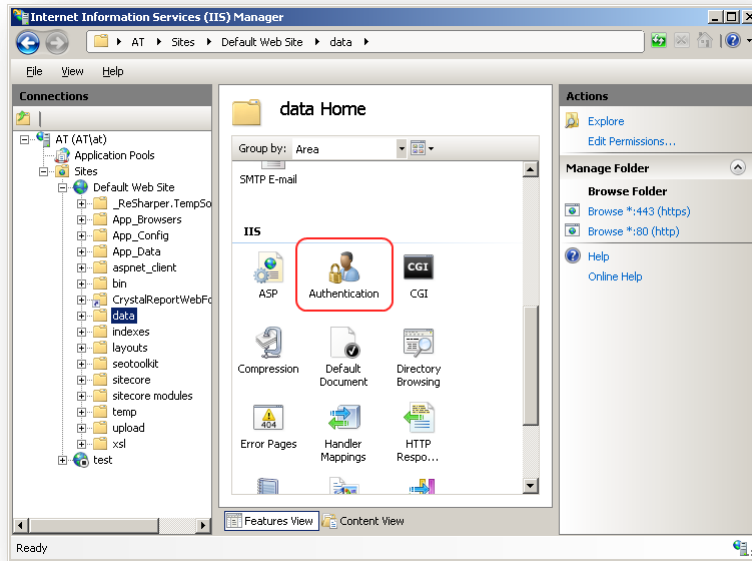 Internet Information Services (IIS) Manager
AT Sites Default Web Site data
File View Help
Connections
AT (AT\at)
Application Pools
Sites
Default Web Site
_ReSharper.TempSo
App_Browsers
App_Config
App_Data
aspnet_client
bin
CrystalReportWebFo
data
indexes
layouts
seotoolkit
sitecore
sitecore modules
temp
upload
xsl
test
data Home
Group by: Area
SMTP E-mail
IIS
ASP
Authentication
CGI
CGI
Compression
Default Document
Directory Browsing
404
Error Pages
Handler Mappings
HTTP Respo...
Features View Content View
Actions
Explore
Edit Permissions...
Manage Folder
Browse Folder
Browse *:443 (https)
Browse *:80 (http)
Help
Online Help
Ready